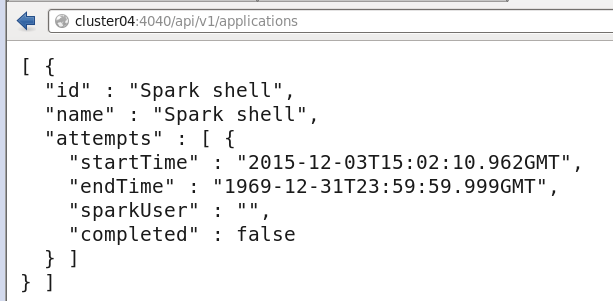 cluster04:4040/api/v1/applications
[ {
  "id" : "Spark shell",
  "name" : "Spark shell",
  "attempts" : [ {
    "startTime" : "2015-12-03T15:02:10.962GMT",
    "endTime" : "1969-12-31T23:59:59.999GMT",
    "sparkUser" : "",
    "completed" : false
  } ]
} ]